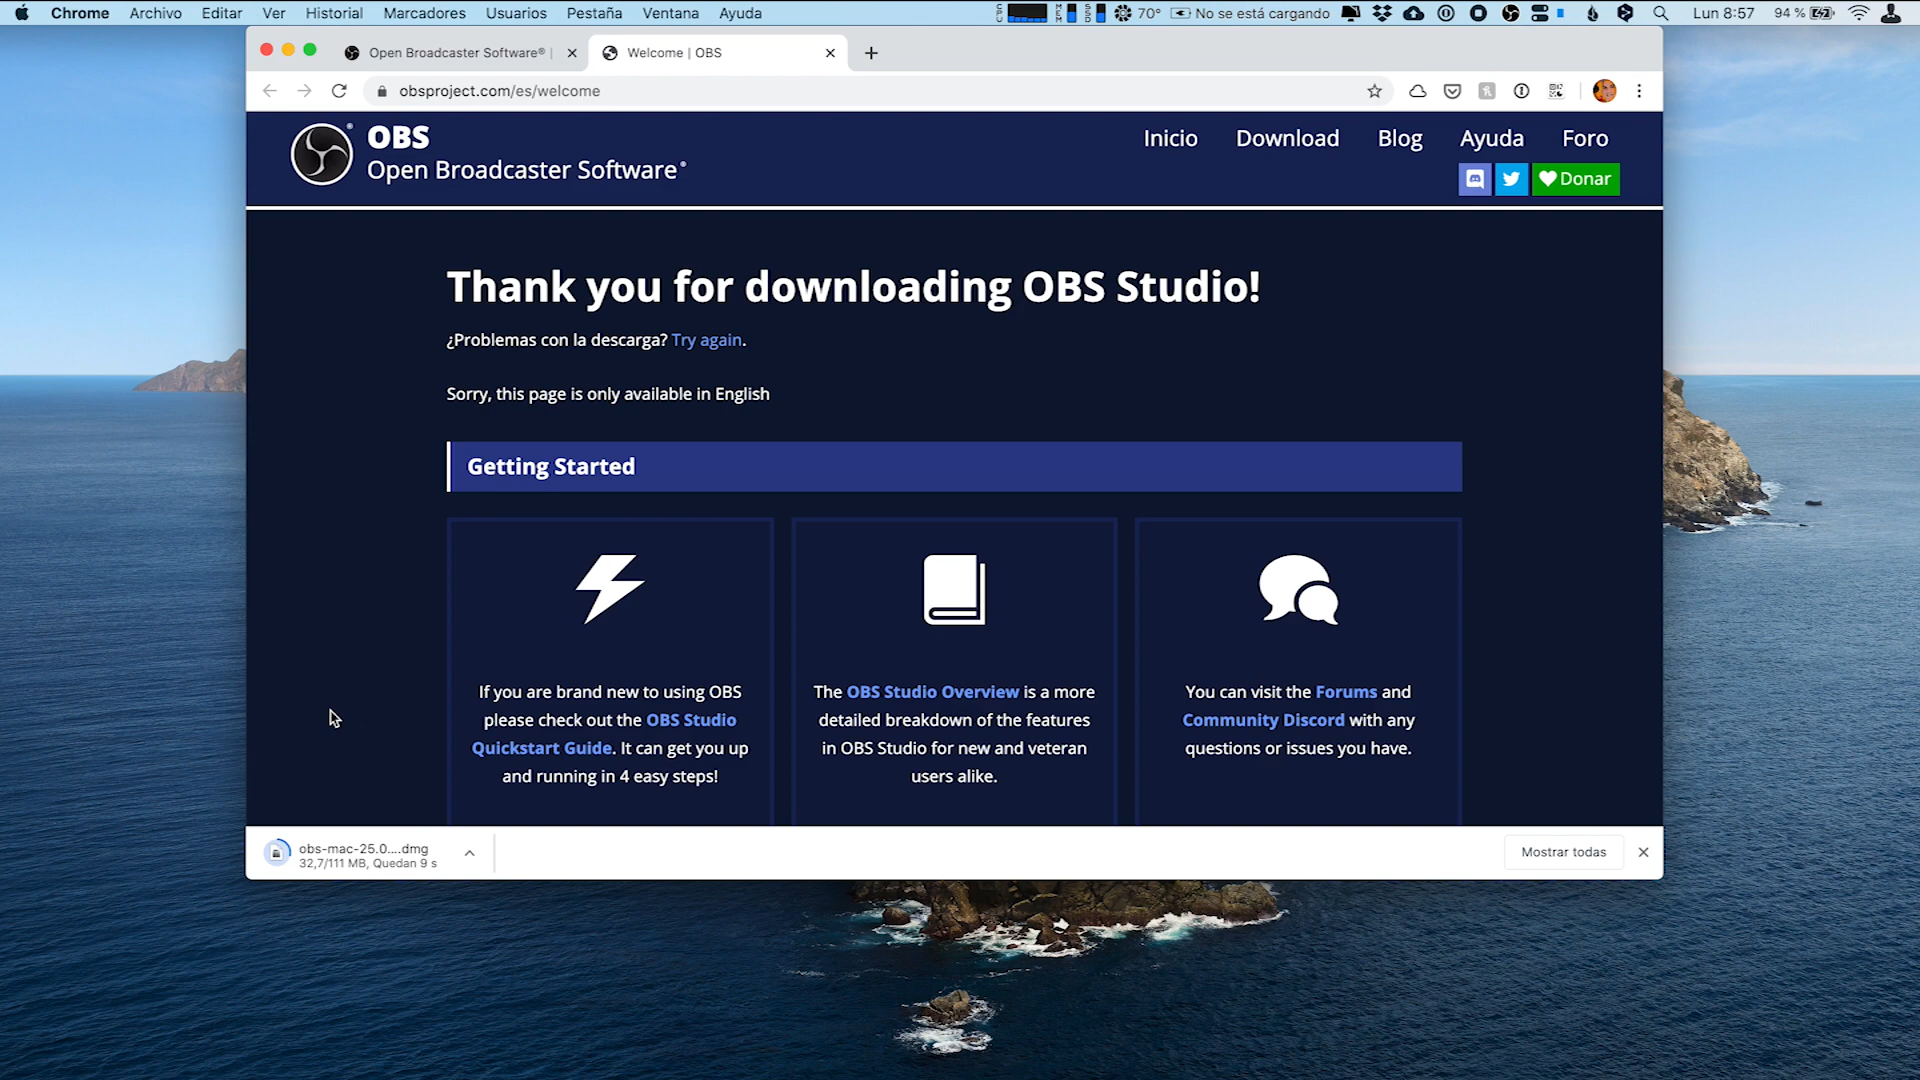 Chrome Archivo Editar Ver Historial Marcadores Usuarios Pestaña Ventana Ayuda
CPU MEM SSD 70° No se está cargando Lun 8:57 94 %
Open Broadcaster Software® |
Welcome | OBS
obsproject.com/es/welcome
OBS
Open Broadcaster Software®
Inicio Download Blog Ayuda Foro
Donar
Thank you for downloading OBS Studio!
¿Problemas con la descarga? Try again.
Sorry, this page is only available in English
Getting Started
If you are brand new to using OBS
please check out the OBS Studio
Quickstart Guide. It can get you up
and running in 4 easy steps!
The OBS Studio Overview is a more
detailed breakdown of the features
in OBS Studio for new and veteran
users alike.
You can visit the Forums and
Community Discord with any
questions or issues you have.
obs-mac-25.0....dmg
32,7/111 MB, Quedan 9 s
Mostrar todas